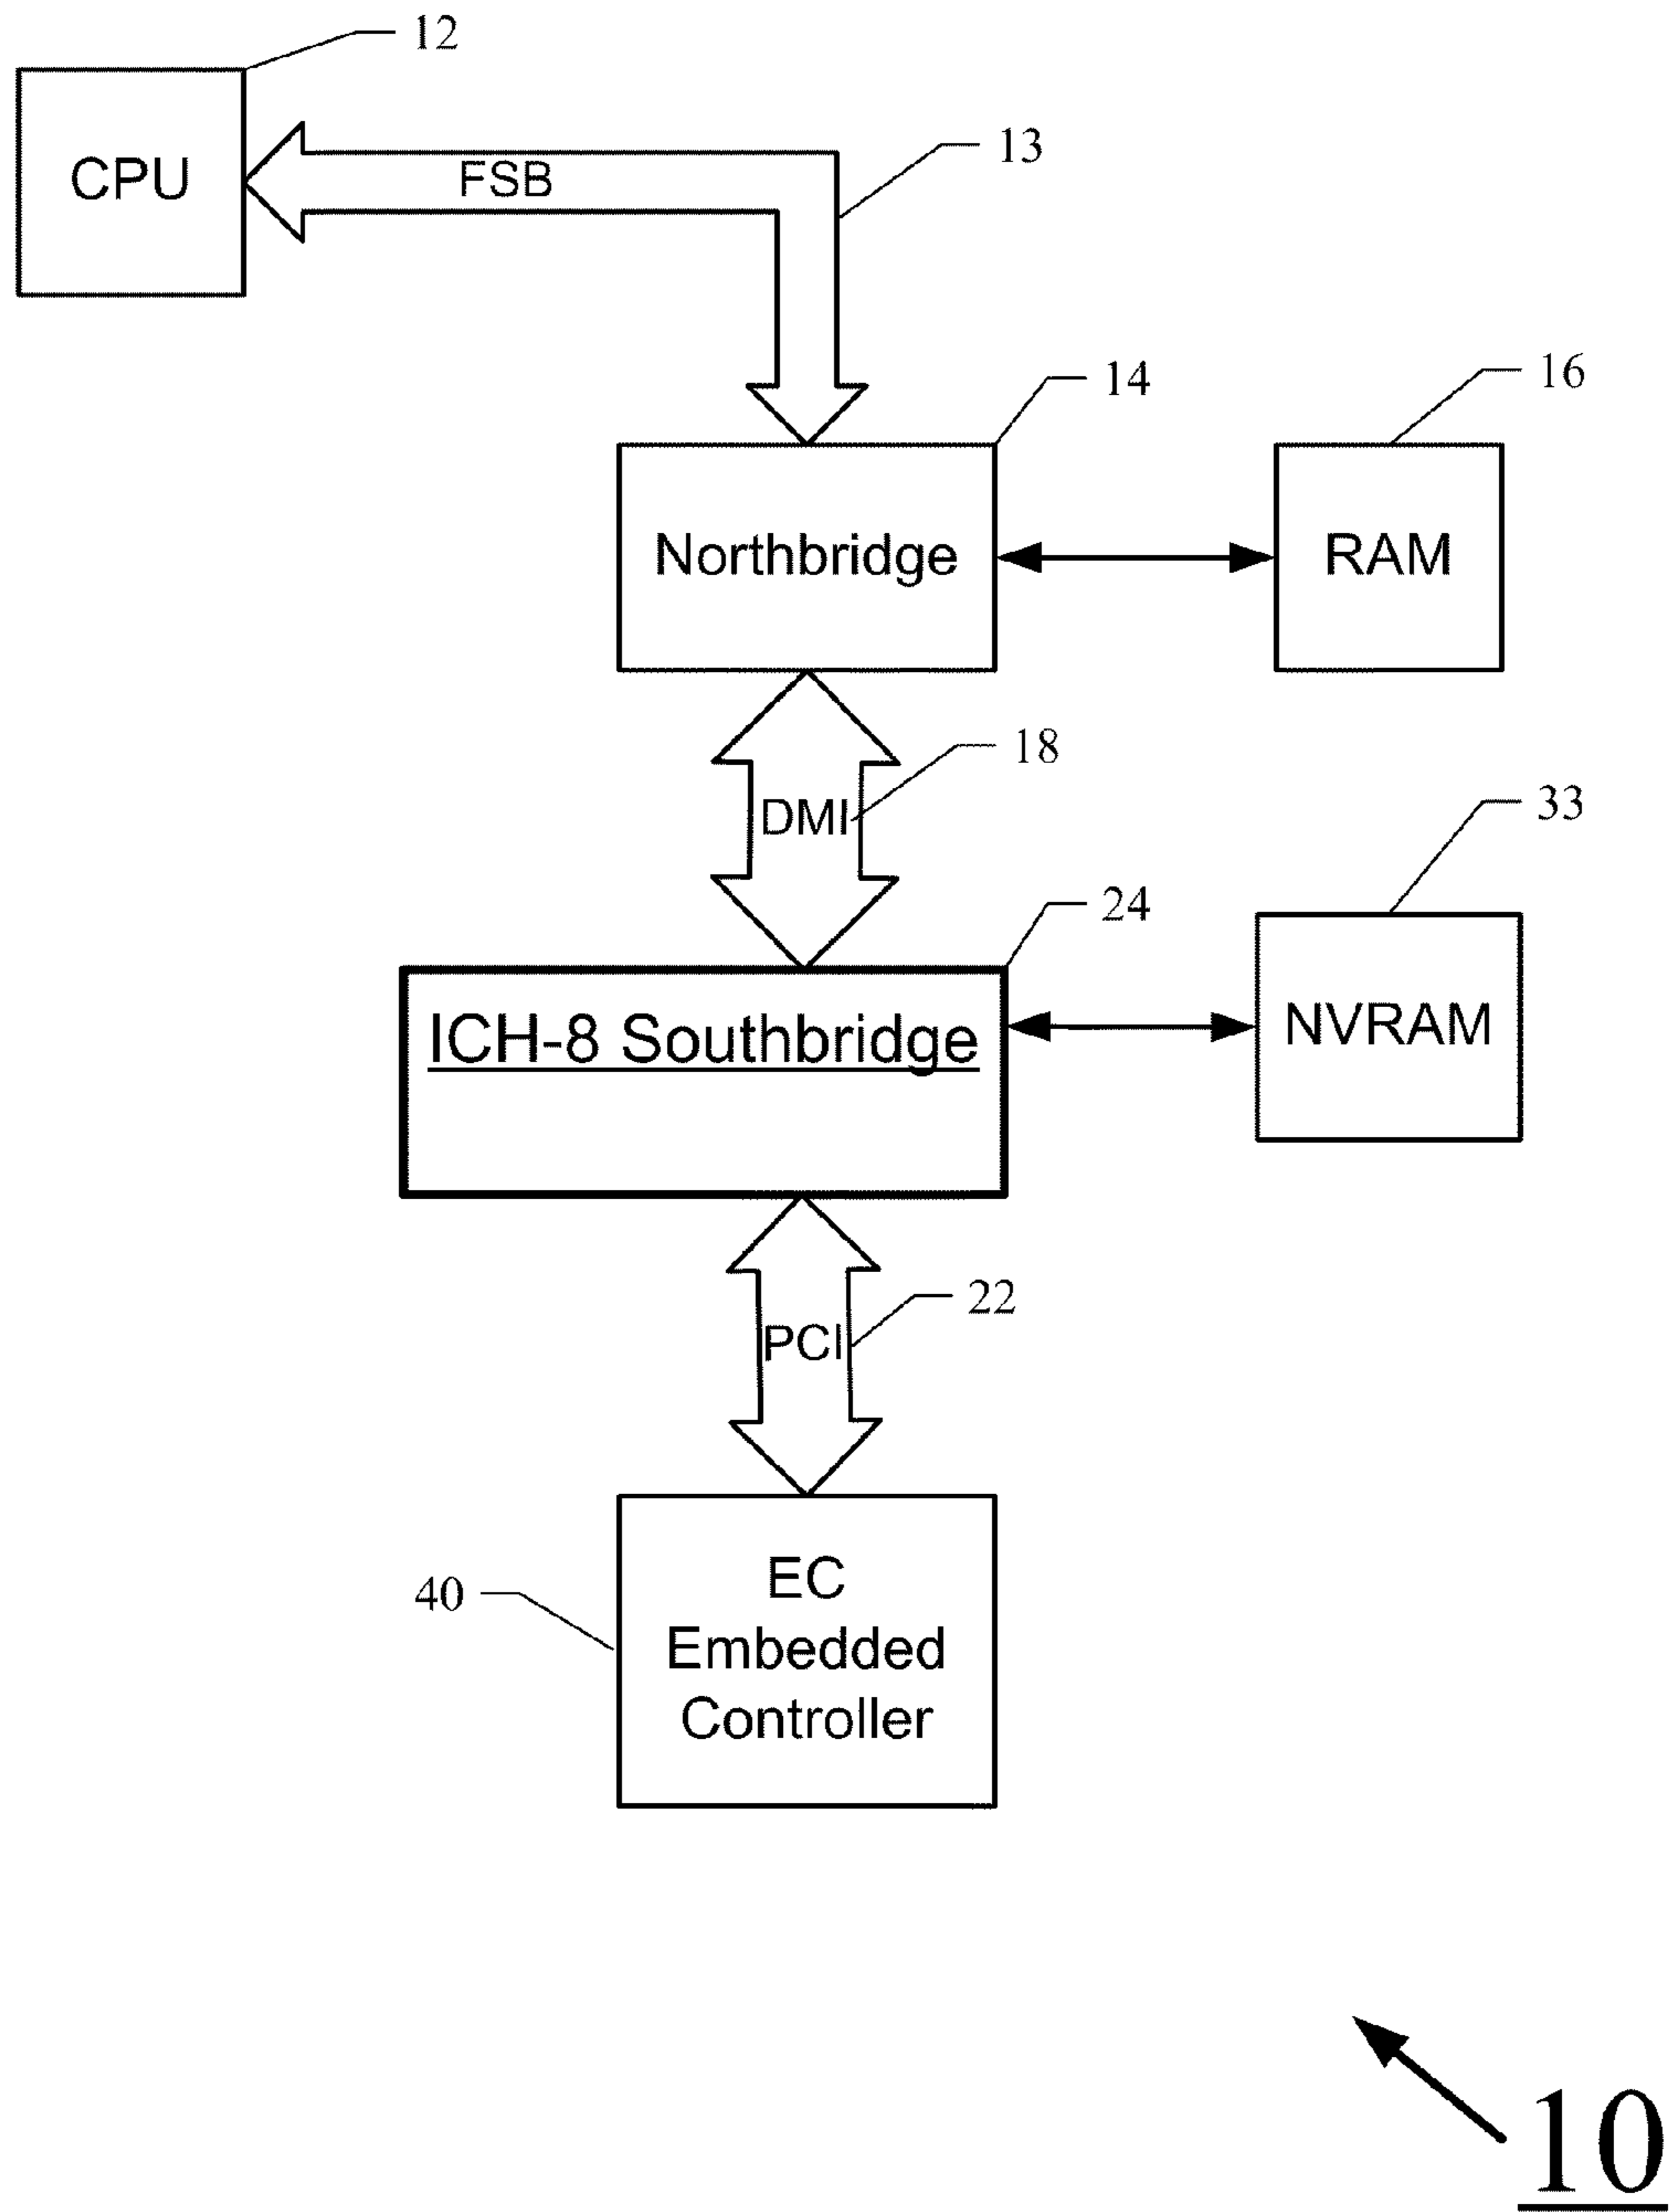 12
CPU
FSB
13
14
16
Northbridge
RAM
18
DMI
33
24
ICH-8 Southbridge
NVRAM
22
PCI
40
EC
Embedded
Controller
10